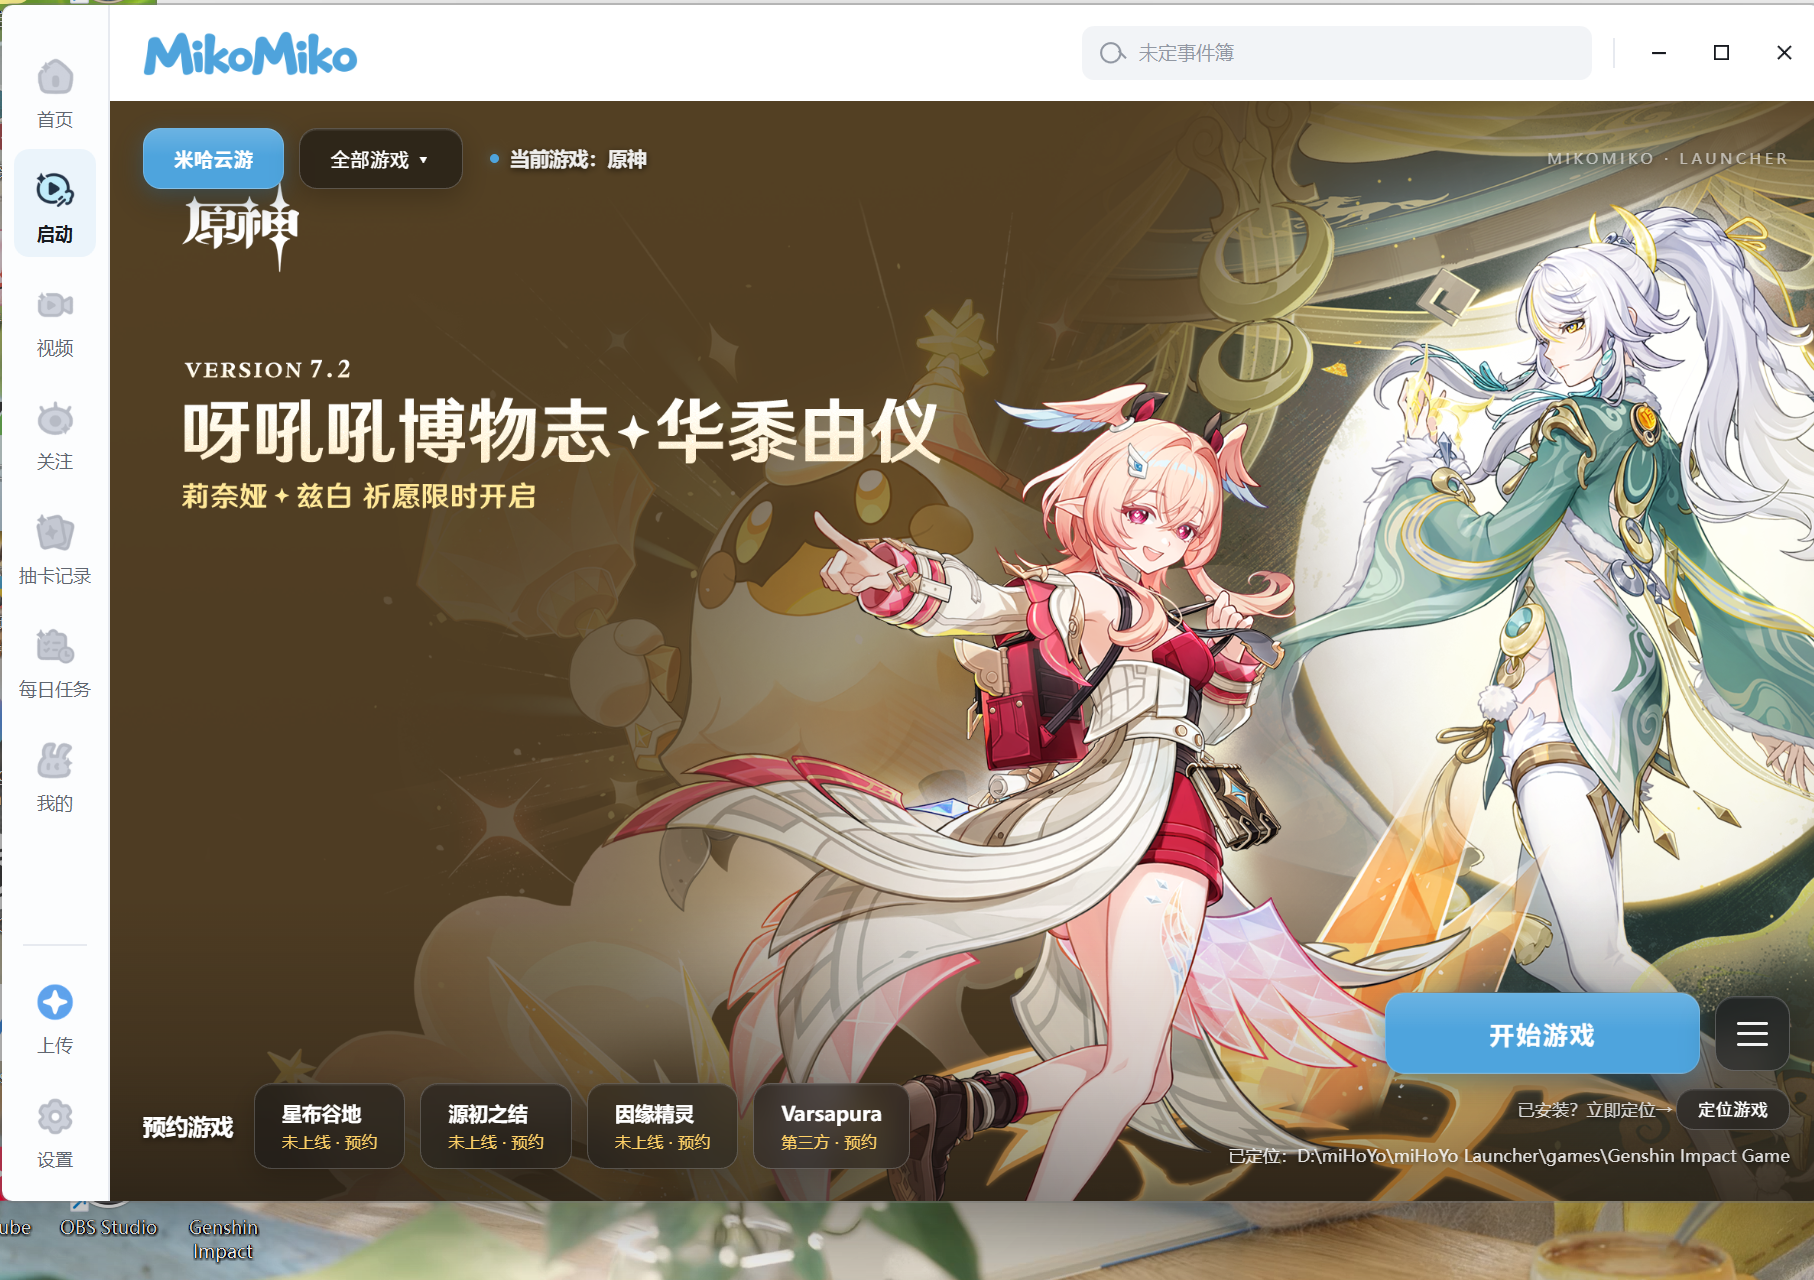 MikoMiko
未定事件簿
首页
启动
视频
关注
抽卡记录
每日任务
我的
上传
设置
米哈云游
全部游戏 ▼
当前游戏：原神
MIKOMIKO · LAUNCHER
原神
VERSION 7.2
呀吼吼博物志✦华黍由仪
莉奈娅✦兹白 祈愿限时开启
开始游戏
已安装？立即定位→
定位游戏
已定位：D:\miHoYo\miHoYo Launcher\games\Genshin Impact Game
预约游戏
星布谷地
未上线 · 预约
源初之结
未上线 · 预约
因缘精灵
未上线 · 预约
Varsapura
第三方 · 预约
ube
OBS Studio
Genshin
Impact